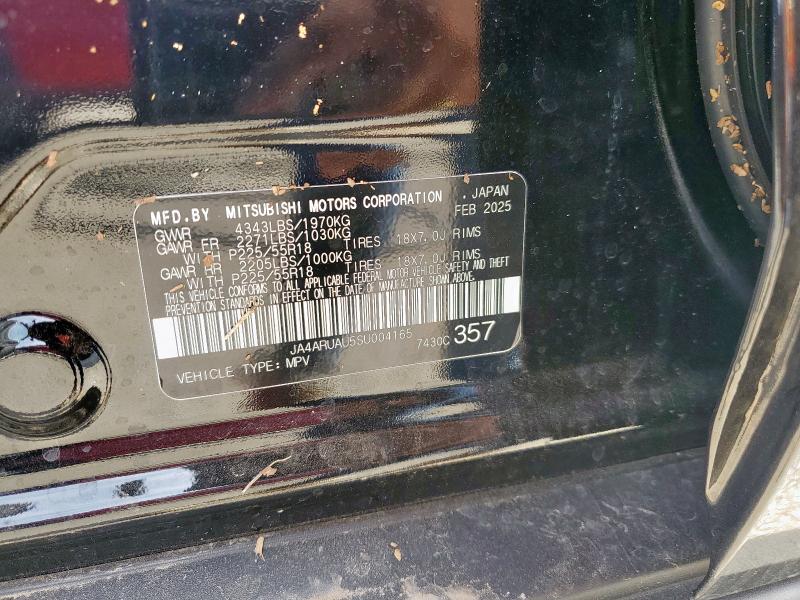 MFD.BY MITSUBISHI MOTORS CORPORATION . JAPAN
GWR 4343LBS/1970KG FEB 2025
GAWR FR 2271LBS/1030KG
WITH P225/55R18 TIRES 18X7.0J RIMS
GAWR RR 2205LBS/1000KG
WITH P225/55R18 TIRES 18X7.0J RIMS
THIS VEHICLE CONFORMS TO ALL APPLICABLE FEDERAL MOTOR VEHICLE SAFETY AND THEFT
PREVENTION STANDARDS IN EFFECT ON THE DATE OF MANUFACTURE SHOWN ABOVE.
JA4ARUAU5SU004165 7430C 357
VEHICLE TYPE: MPV